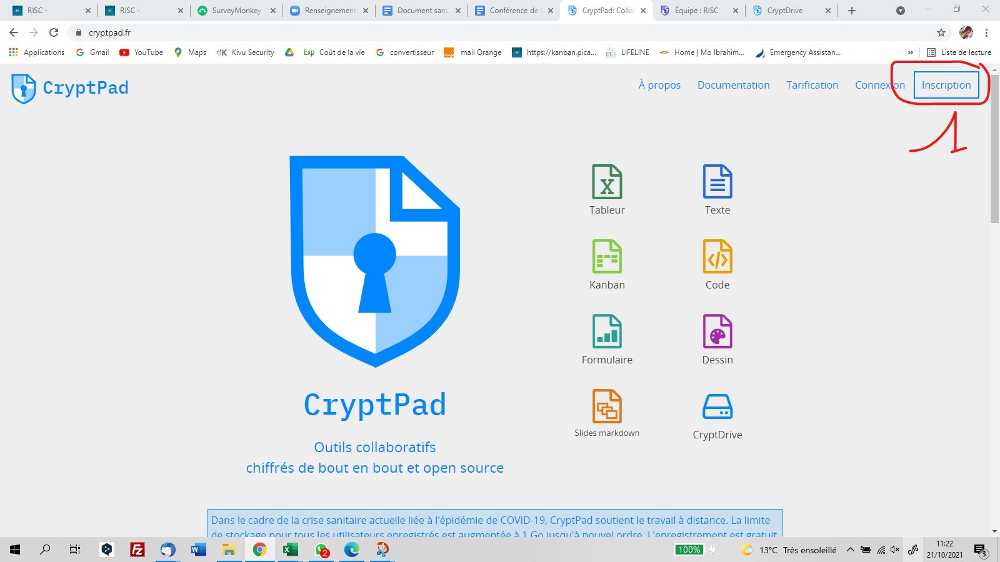 RISC -
RISC -
SurveyMonkey
Renseignement
Document sans
Conférence de l
CryptPad: Colla
Équipe : RISC
CryptDrive
cryptpad.fr
Applications
Gmail
YouTube
Maps
Kivu Security
Exp Coût de la vie
convertisseur
mail Orange
https://kanban.pica...
LIFELINE
Home | Mo Ibrahim...
Emergency Assistan...
»
Liste de lecture
CryptPad
À propos
Documentation
Tarification
Connexion
Inscription
1
Tableur
Texte
Kanban
Code
Formulaire
Dessin
Slides markdown
CryptDrive
CryptPad
Outils collaboratifs
chiffrés de bout en bout et open source
Dans le cadre de la crise sanitaire actuelle liée à l'épidémie de COVID-19, CryptPad soutient le travail à distance. La limite
de stockage pour tous les utilisateurs enregistrés est augmentée à 1 Go jusqu'à nouvel ordre. L'enregistrement est gratuit
2
100%
13°C Très ensoleillé
11:22
21/10/2021
3